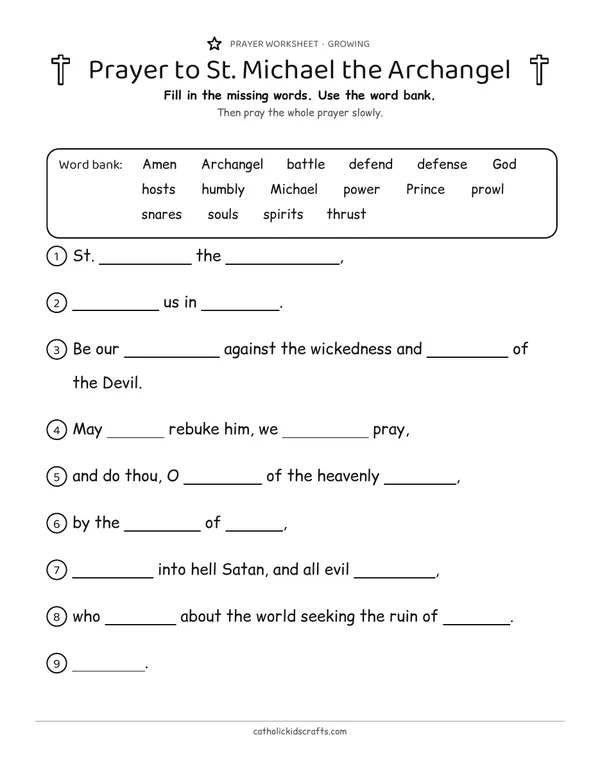 PRAYER WORKSHEET · GROWING
Prayer to St. Michael the Archangel
Fill in the missing words. Use the word bank.
Then pray the whole prayer slowly.
Word bank: Amen Archangel battle defend defense God
hosts humbly Michael power Prince prowl
snares souls spirits thrust
1 St. __________ the ____________,
2 _________ us in ________.
3 Be our __________ against the wickedness and _________ of
the Devil.
4 May ______ rebuke him, we _________ pray,
5 and do thou, O ________ of the heavenly ________,
6 by the ________ of ______,
7 _________ into hell Satan, and all evil _________,
8 who ________ about the world seeking the ruin of _______.
9 ________.
catholickidscrafts.com